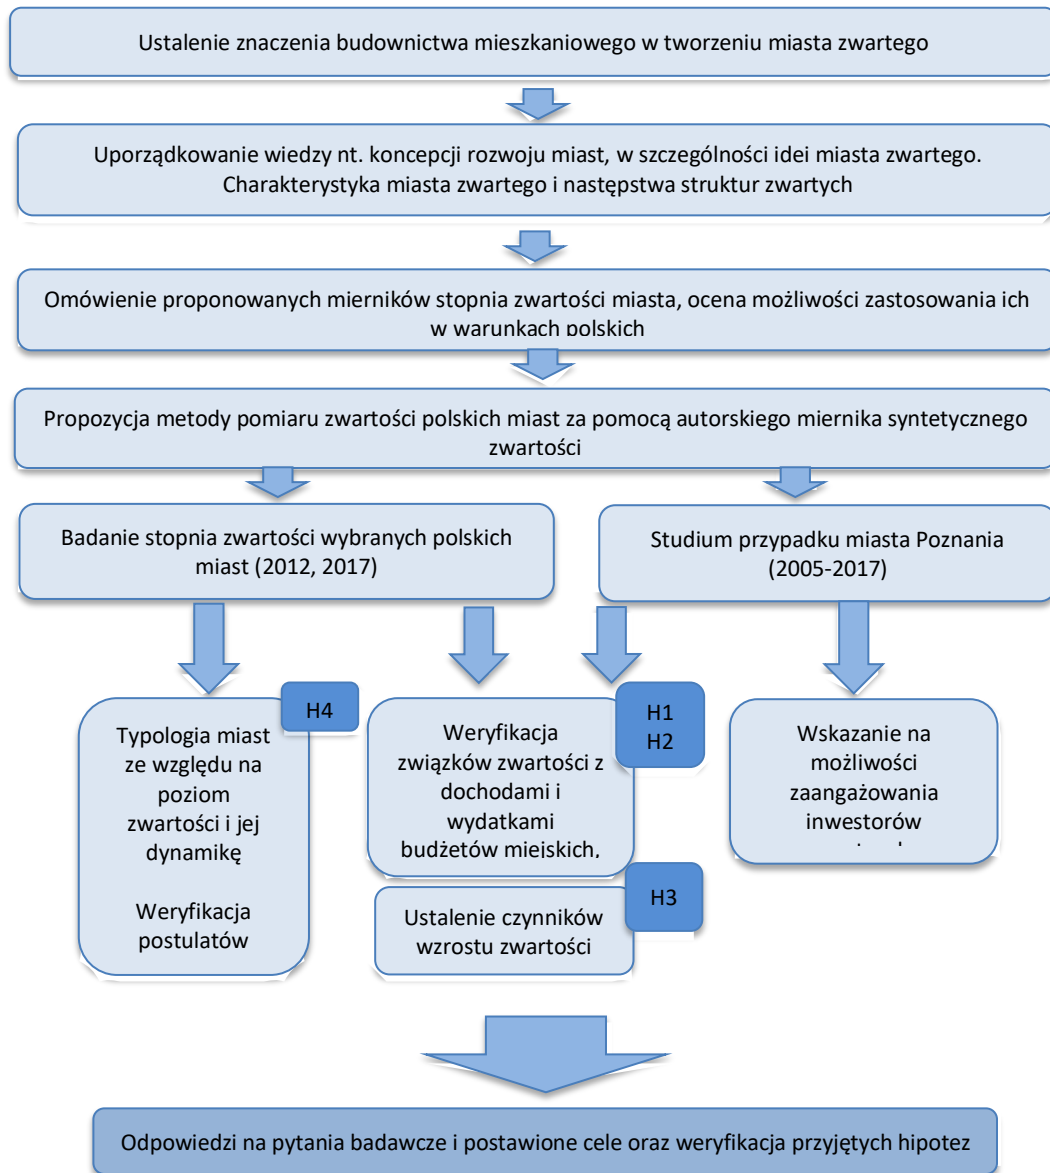 Ustalenie znaczenia budownictwa mieszkaniowego w tworzeniu miasta zwartego
Uporządkowanie wiedzy nt. koncepcji rozwoju miast, w szczególności idei miasta zwartego.
Charakterystyka miasta zwartego i następstwa struktur zwartych
Omówienie proponowanych mierników stopnia zwartości miasta, ocena możliwości zastosowania ich
w warunkach polskich
Propozycja metody pomiaru zwartości polskich miast za pomocą autorskiego miernika syntetycznego
zwartości
Badanie stopnia zwartości wybranych polskich
miast (2012, 2017)
Studium przypadku miasta Poznania
(2005-2017)
H4
Typologia miast
ze względu na
poziom
zwartości i jej
dynamikę
Weryfikacja
postulatów
H1
H2
Weryfikacja
związków zwartości z
dochodami i
wydatkami
budżetów miejskich,
H3
Ustalenie czynników
wzrostu zwartości
Wskazanie na
możliwości
zaangażowania
inwestorów
Odpowiedzi na pytania badawcze i postawione cele oraz weryfikacja przyjętych hipotez